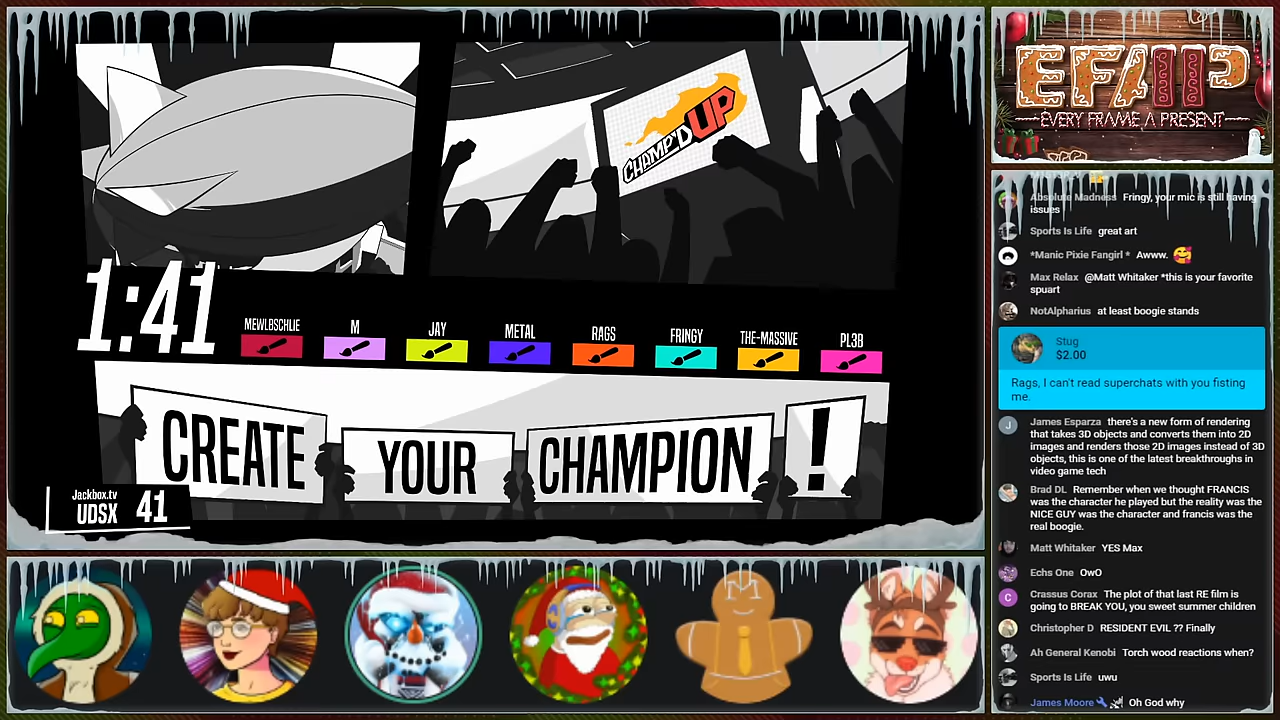 CHAMP'D UP
1:41
MEWLBSCHLIE
M
JAY
METAL
RAGS
FRINGY
THE-MASSIVE
PL3B
CREATE
YOUR
CHAMPION
!
Jackbox.tv
UDSX
41
EFAP
EVERY FRAME A PRESENT
Absolute Madness Fringy, your mic is still having
issues
Sports Is Life great art
*Manic Pixie Fangirl * Awww. 🥰
Max Relax @Matt Whitaker *this is your favorite
spuart
NotAlpharius at least boogie stands
Stug
$2.00
Rags, I can't read superchats with you fisting
me.
J
James Esparza there's a new form of rendering
that takes 3D objects and converts them into 2D
images and renders those 2D images instead of 3D
objects, this is one of the latest breakthroughs in
video game tech
Brad DL Remember when we thought FRANCIS
was the character he played but the reality was the
NICE GUY was the character and francis was the
real boogie.
Matt Whitaker YES Max
Echs One OwO
C
Crassus Corax The plot of that last RE film is
going to BREAK YOU, you sweet summer children
Christopher D RESIDENT EVIL ?? Finally
Ah General Kenobi Torch wood reactions when?
Sports Is Life uwu
James Moore Oh God why
M